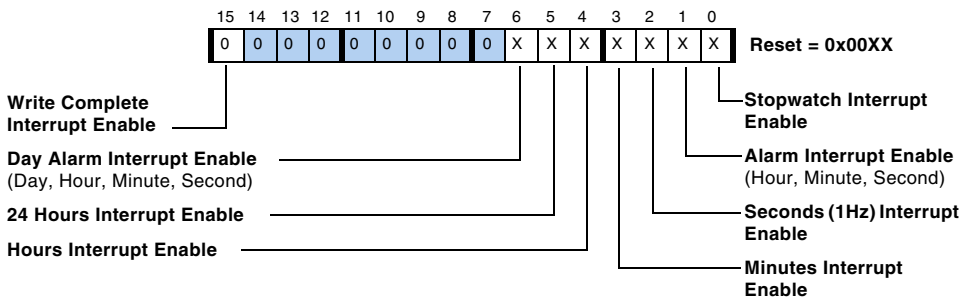 15 14 13 12 11 10 9 8 7 6 5 4 3 2 1 0
0 0 0 0 0 0 0 0 0 X X X X X X X Reset = 0x00XX
Write Complete
Interrupt Enable
Day Alarm Interrupt Enable
(Day, Hour, Minute, Second)
24 Hours Interrupt Enable
Hours Interrupt Enable
Stopwatch Interrupt
Enable
Alarm Interrupt Enable
(Hour, Minute, Second)
Seconds (1Hz) Interrupt
Enable
Minutes Interrupt
Enable